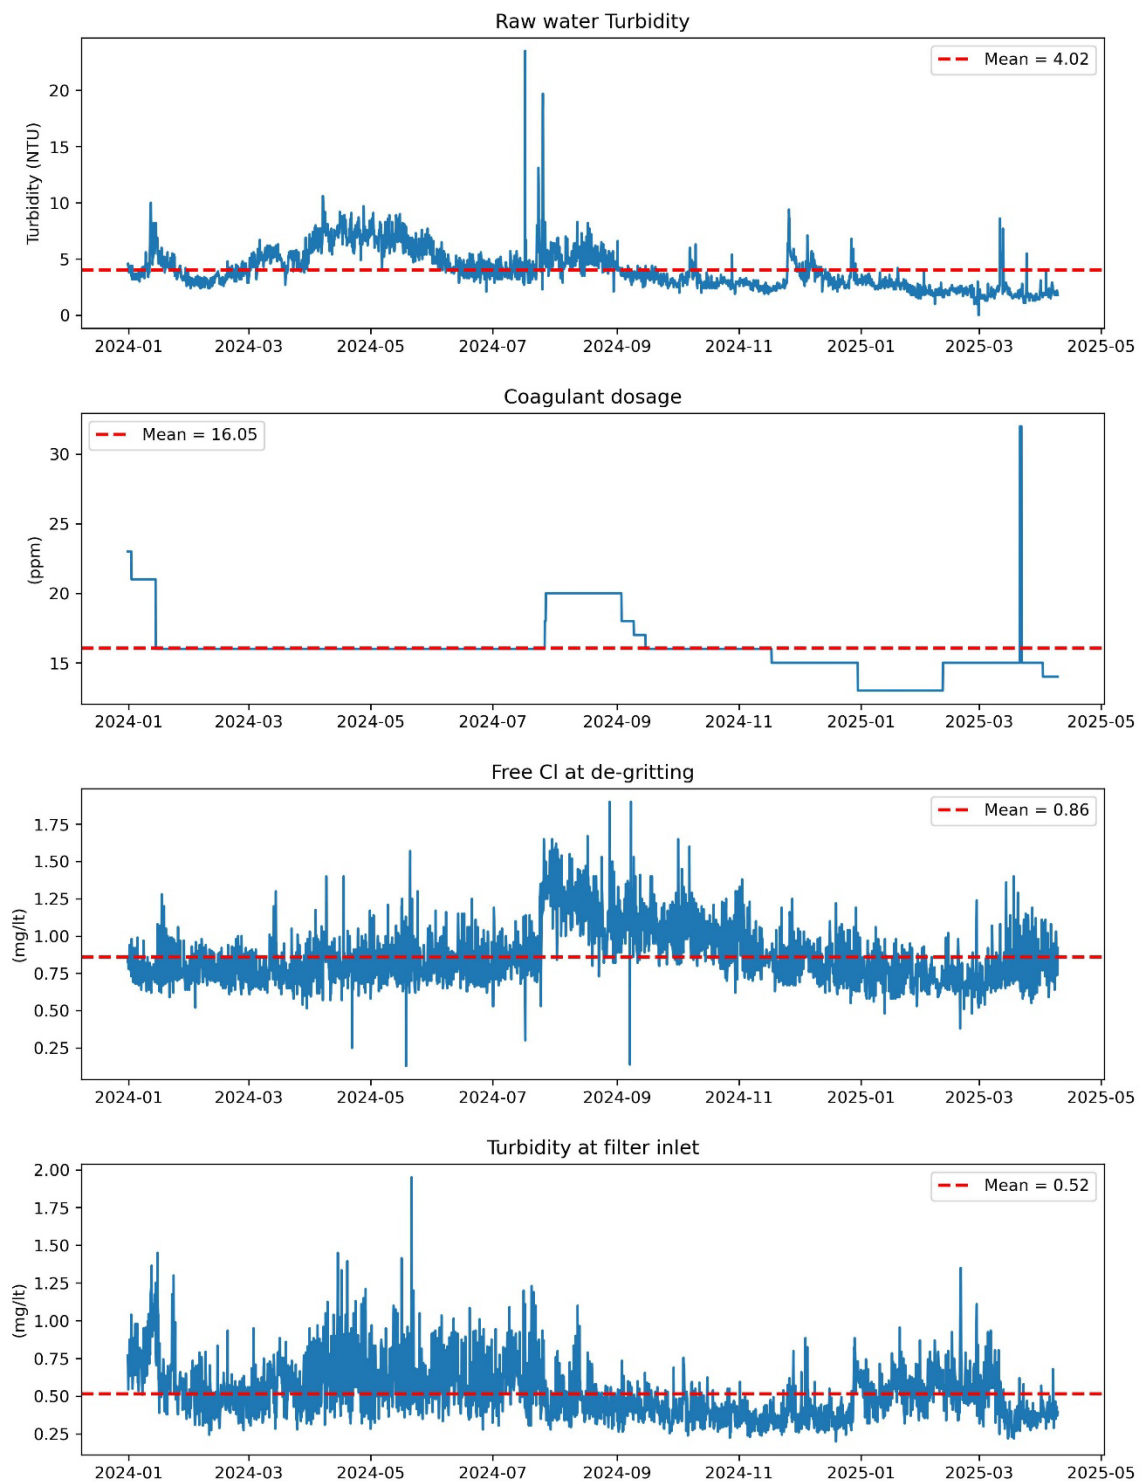 Raw water Turbidity
Mean = 4.02
Turbidity (NTU)
20
15
10
5
0
2024-01 2024-03 2024-05 2024-07 2024-09 2024-11 2025-01 2025-03 2025-05
Coagulant dosage
Mean = 16.05
(ppm)
30
25
20
15
2024-01 2024-03 2024-05 2024-07 2024-09 2024-11 2025-01 2025-03 2025-05
Free Cl at de-gritting
Mean = 0.86
(mg/lt)
1.75
1.50
1.25
1.00
0.75
0.50
0.25
2024-01 2024-03 2024-05 2024-07 2024-09 2024-11 2025-01 2025-03 2025-05
Turbidity at filter inlet
Mean = 0.52
(mg/lt)
2.00
1.75
1.50
1.25
1.00
0.75
0.50
0.25
2024-01 2024-03 2024-05 2024-07 2024-09 2024-11 2025-01 2025-03 2025-05